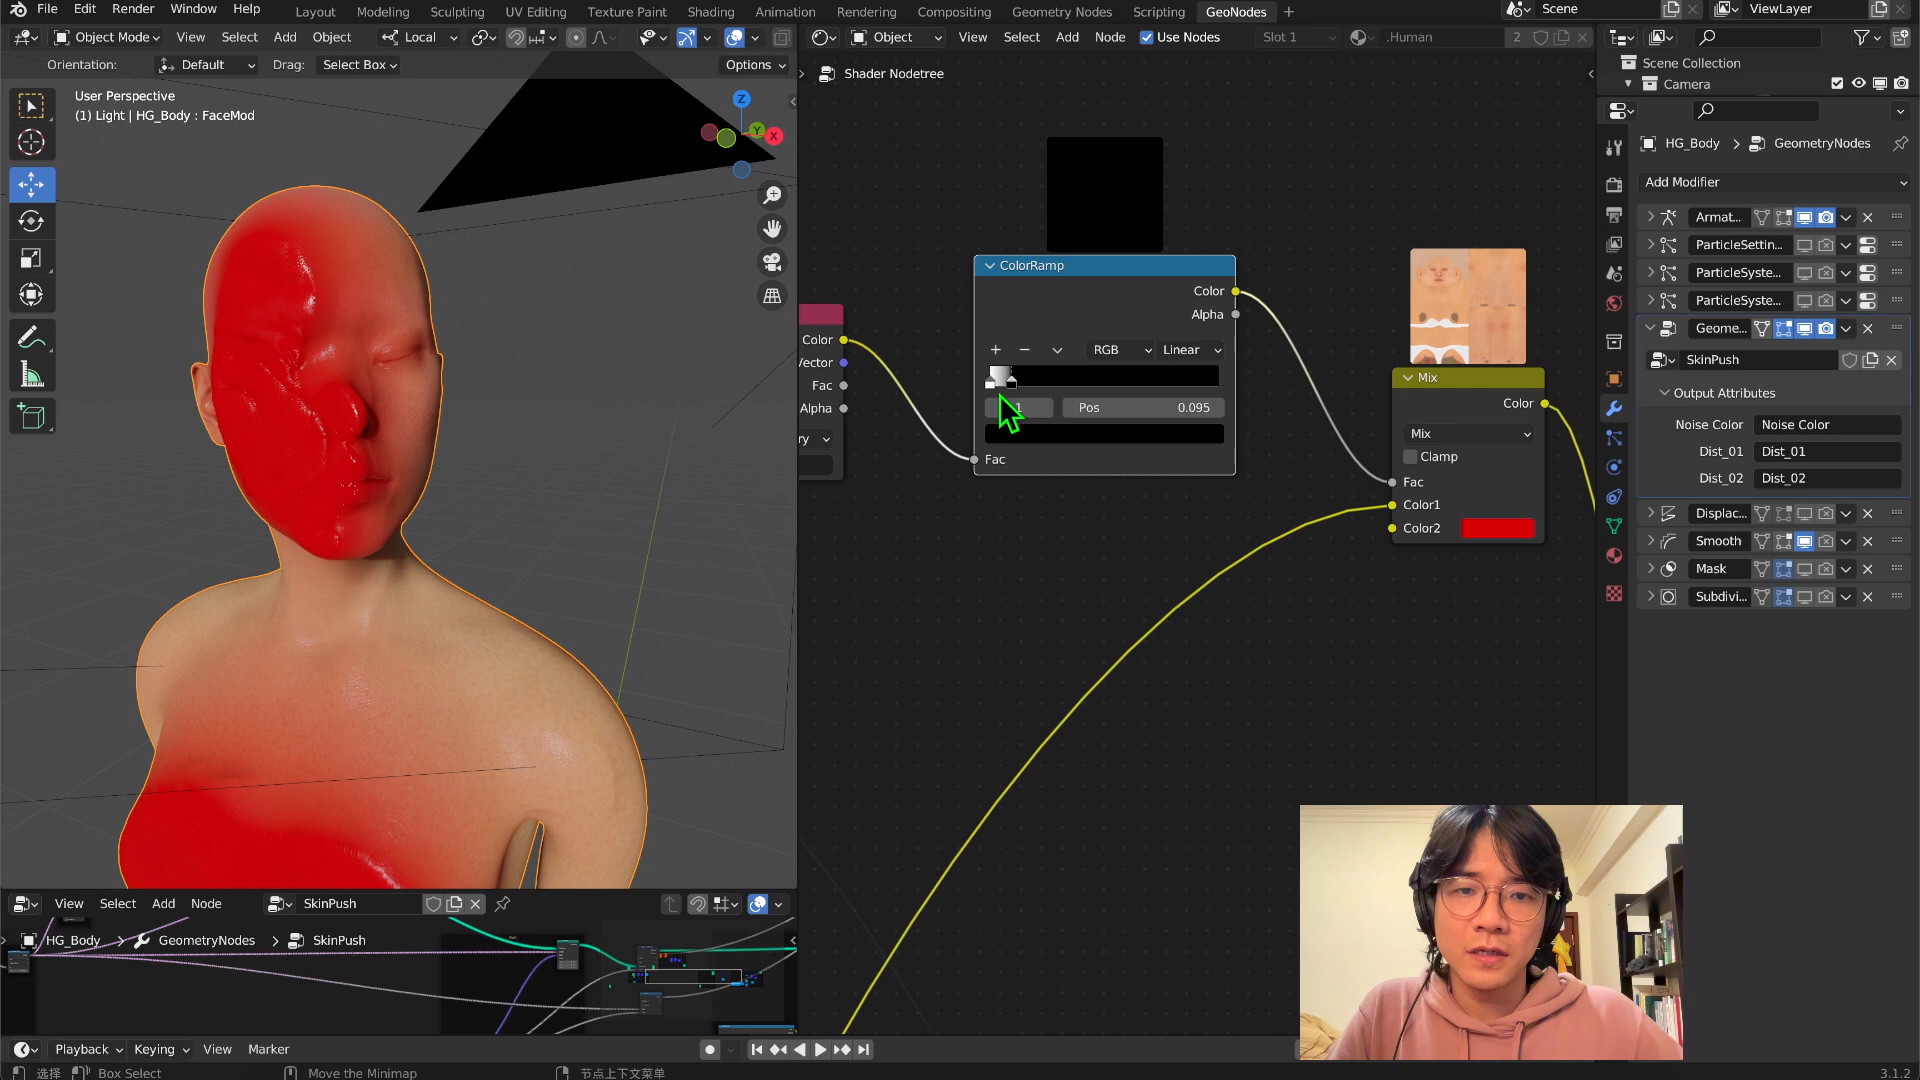 File Edit Render Window Help Layout Modeling Sculpting UV Editing Texture Paint Shading Animation Rendering Compositing Geometry Nodes Scripting GeoNodes + Scene ViewLayer
Object Mode View Select Add Object Local
Orientation: Default Drag: Select Box Options
User Perspective
(1) Light | HG_Body : FaceMod
Z
Y
X
Object View Select Add Node Use Nodes Slot 1 .Human 2
Shader Nodetree
Color
Vector
Fac
Alpha
ry
ColorRamp
Color
Alpha
RGB Linear
1 Pos 0.095
Fac
Mix
Color
Mix
Clamp
Fac
Color1
Color2
Scene Collection
Camera
HG_Body > GeometryNodes
Add Modifier
Armat...
ParticleSettin...
ParticleSyste...
ParticleSyste...
Geome...
SkinPush
Output Attributes
Noise Color Noise Color
Dist_01 Dist_01
Dist_02 Dist_02
Displac...
Smooth
Mask
Subdivi...
View Select Add Node SkinPush
HG_Body > GeometryNodes > SkinPush
Playback Keying View Marker
选择 Box Select Move the Minimap 节点上下文菜单 3.1.2